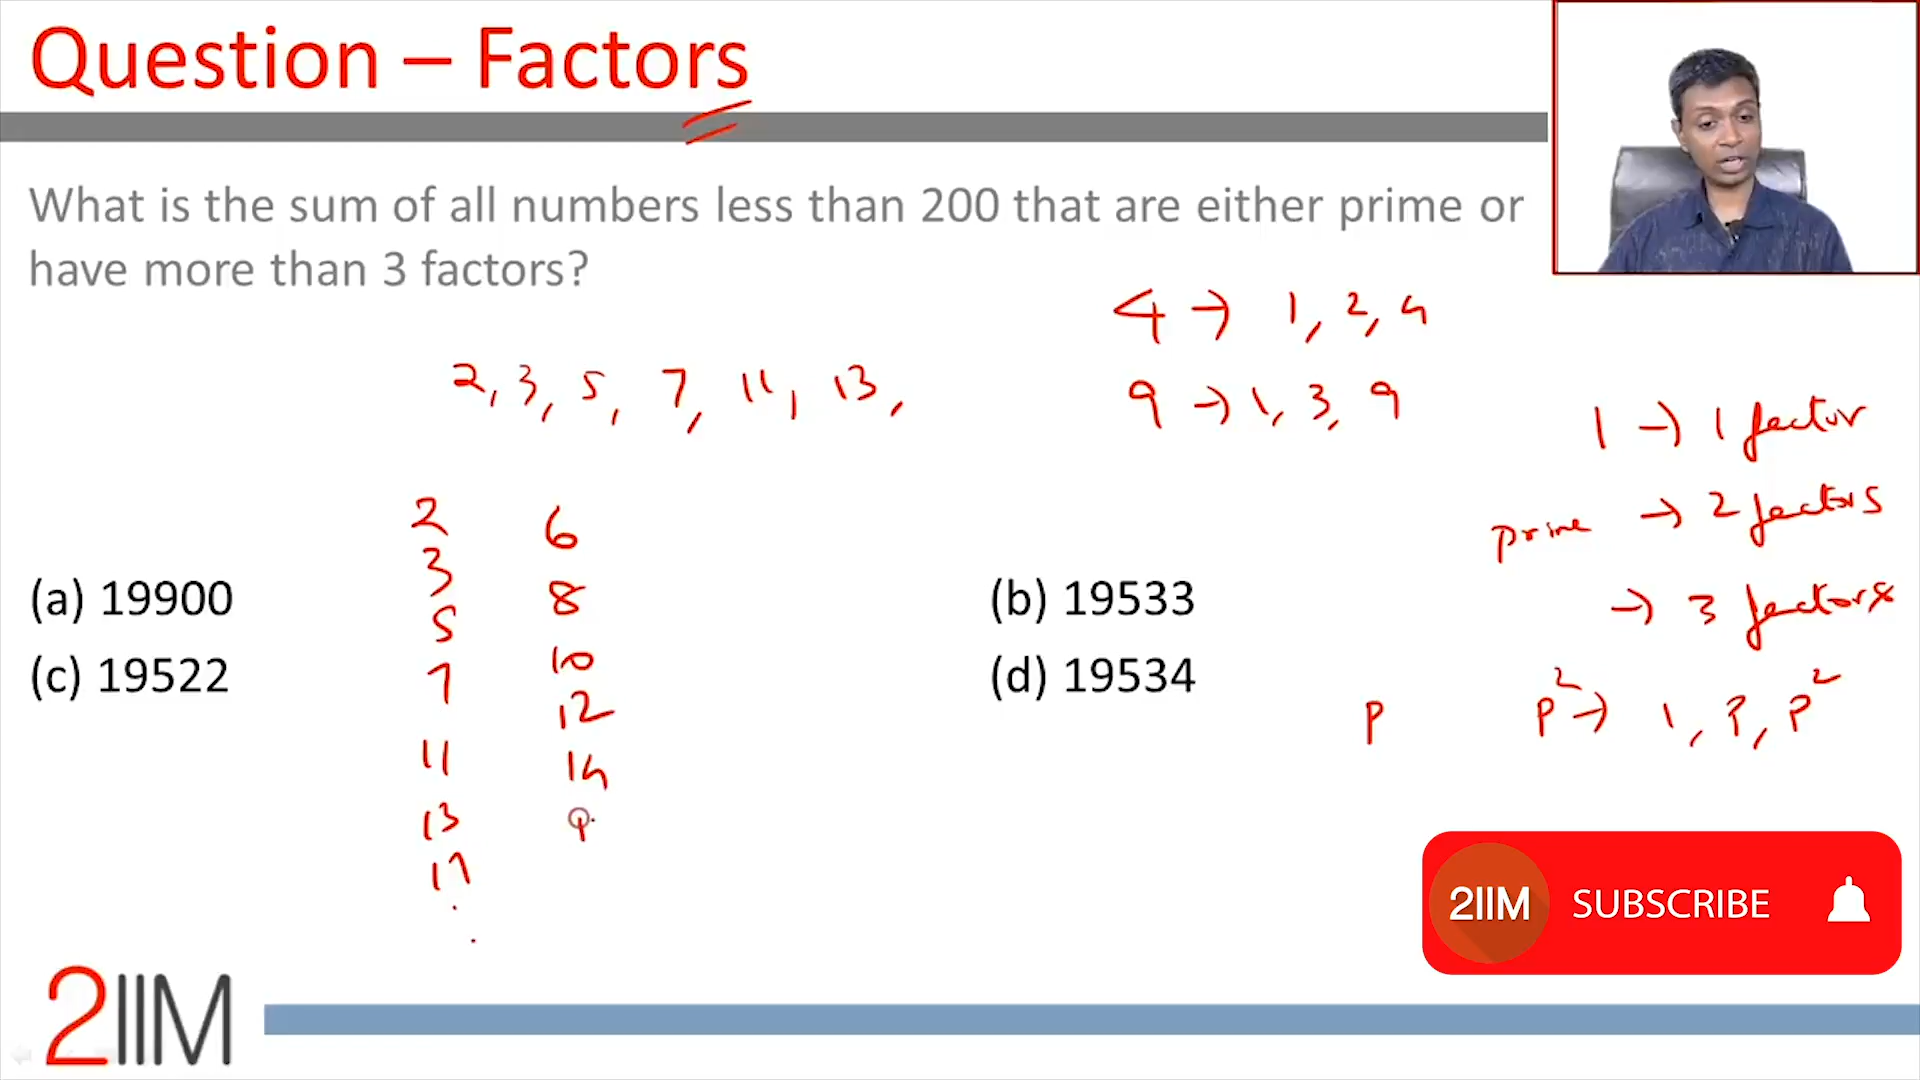 Question – Factors
What is the sum of all numbers less than 200 that are either prime or
have more than 3 factors?
4 → 1, 2, 4
2, 3, 5, 7, 11, 13,
9 → 1, 3, 9
1 → 1 factor
prime → 2 factors
→ 3 factors
p p² → 1, p, p²
2 6
3 8
5 10
7 12
11 14
13
17
(a) 19900 (b) 19533
(c) 19522 (d) 19534
2IIM SUBSCRIBE
2IIM